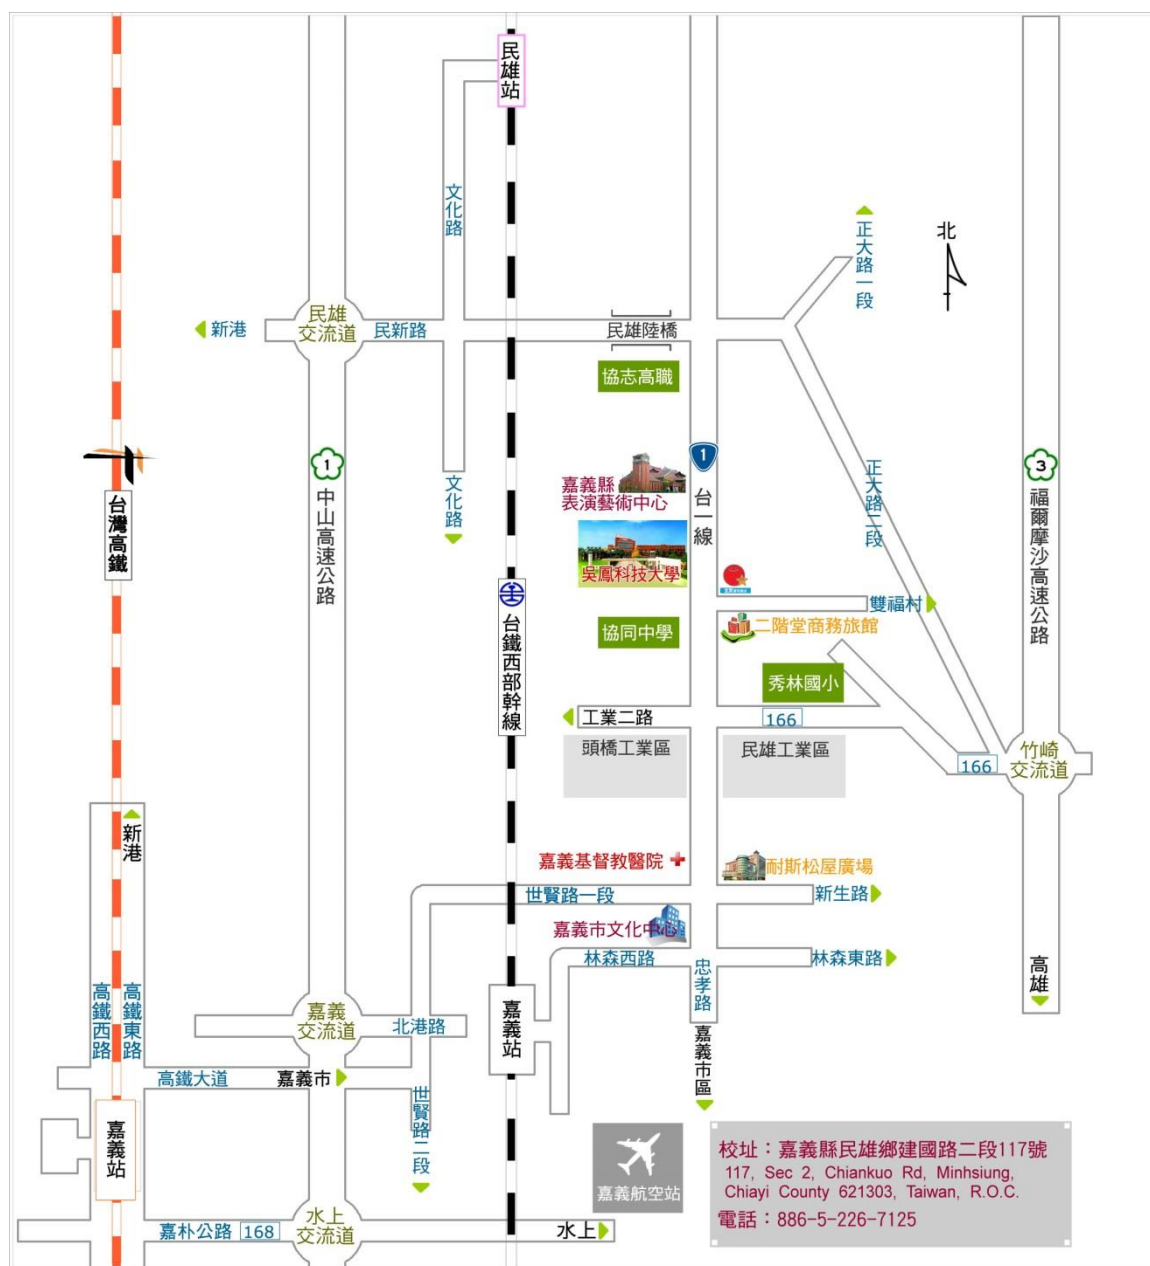 民雄站
文化路
正大路一段
北
新港
民雄
交流道
民新路
民雄陸橋
協志高職
1
1
3
嘉義縣
表演藝術中心
台一線
正大路二段
文化路
台灣高鐵
中山高速公路
福爾摩沙高速公路
吳鳳科技大學
雙福村
協同中學
二階堂商務旅館
台鐵西部幹線
秀林國小
工業二路
166
頭橋工業區
民雄工業區
166
竹崎
交流道
新港
嘉義基督教醫院
耐斯松屋廣場
世賢路一段
新生路
嘉義市文化中心
林森西路
忠孝路
林森東路
高雄
高鐵西路
高鐵東路
嘉義
交流道
北港路
嘉義站
嘉義市區
高鐵大道
嘉義市
世賢路二段
嘉義站
嘉義航空站
校址：嘉義縣民雄鄉建國路二段117號
117, Sec 2, Chiankuo Rd, Minhsiung,
Chiayi County 621303, Taiwan, R.O.C.
電話：886-5-226-7125
嘉朴公路
168
水上
交流道
水上